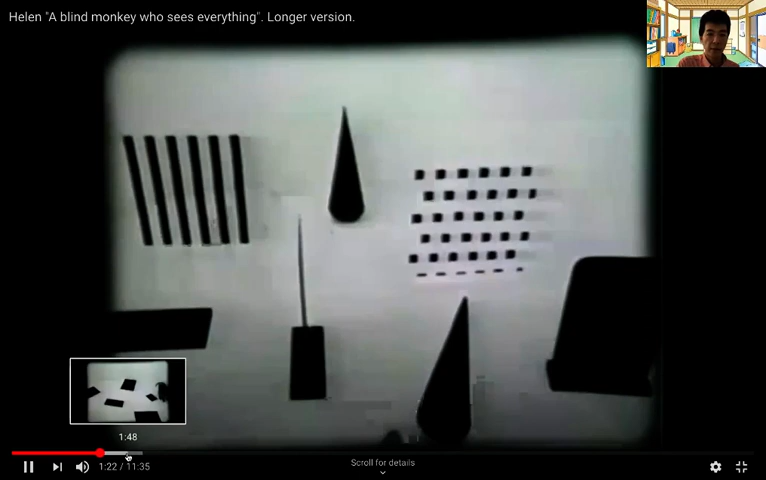 Helen "A blind monkey who sees everything". Longer version.
1:48
1:22 / 11:35
Scroll for details